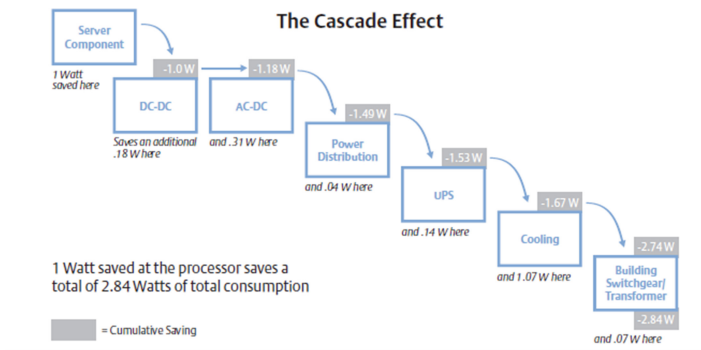 The Cascade Effect
Server
Component
1 Watt
saved here
-1.0 W
DC-DC
Saves an additional
.18 W here
-1.18 W
AC-DC
and .31 W here
-1.49 W
Power
Distribution
and .04 W here
-1.53 W
UPS
and .14 W here
-1.67 W
Cooling
and 1.07 W here
-2.74 W
Building
Switchgear/
Transformer
-2.84 W
and .07 W here
1 Watt saved at the processor saves a
total of 2.84 Watts of total consumption
= Cumulative Saving